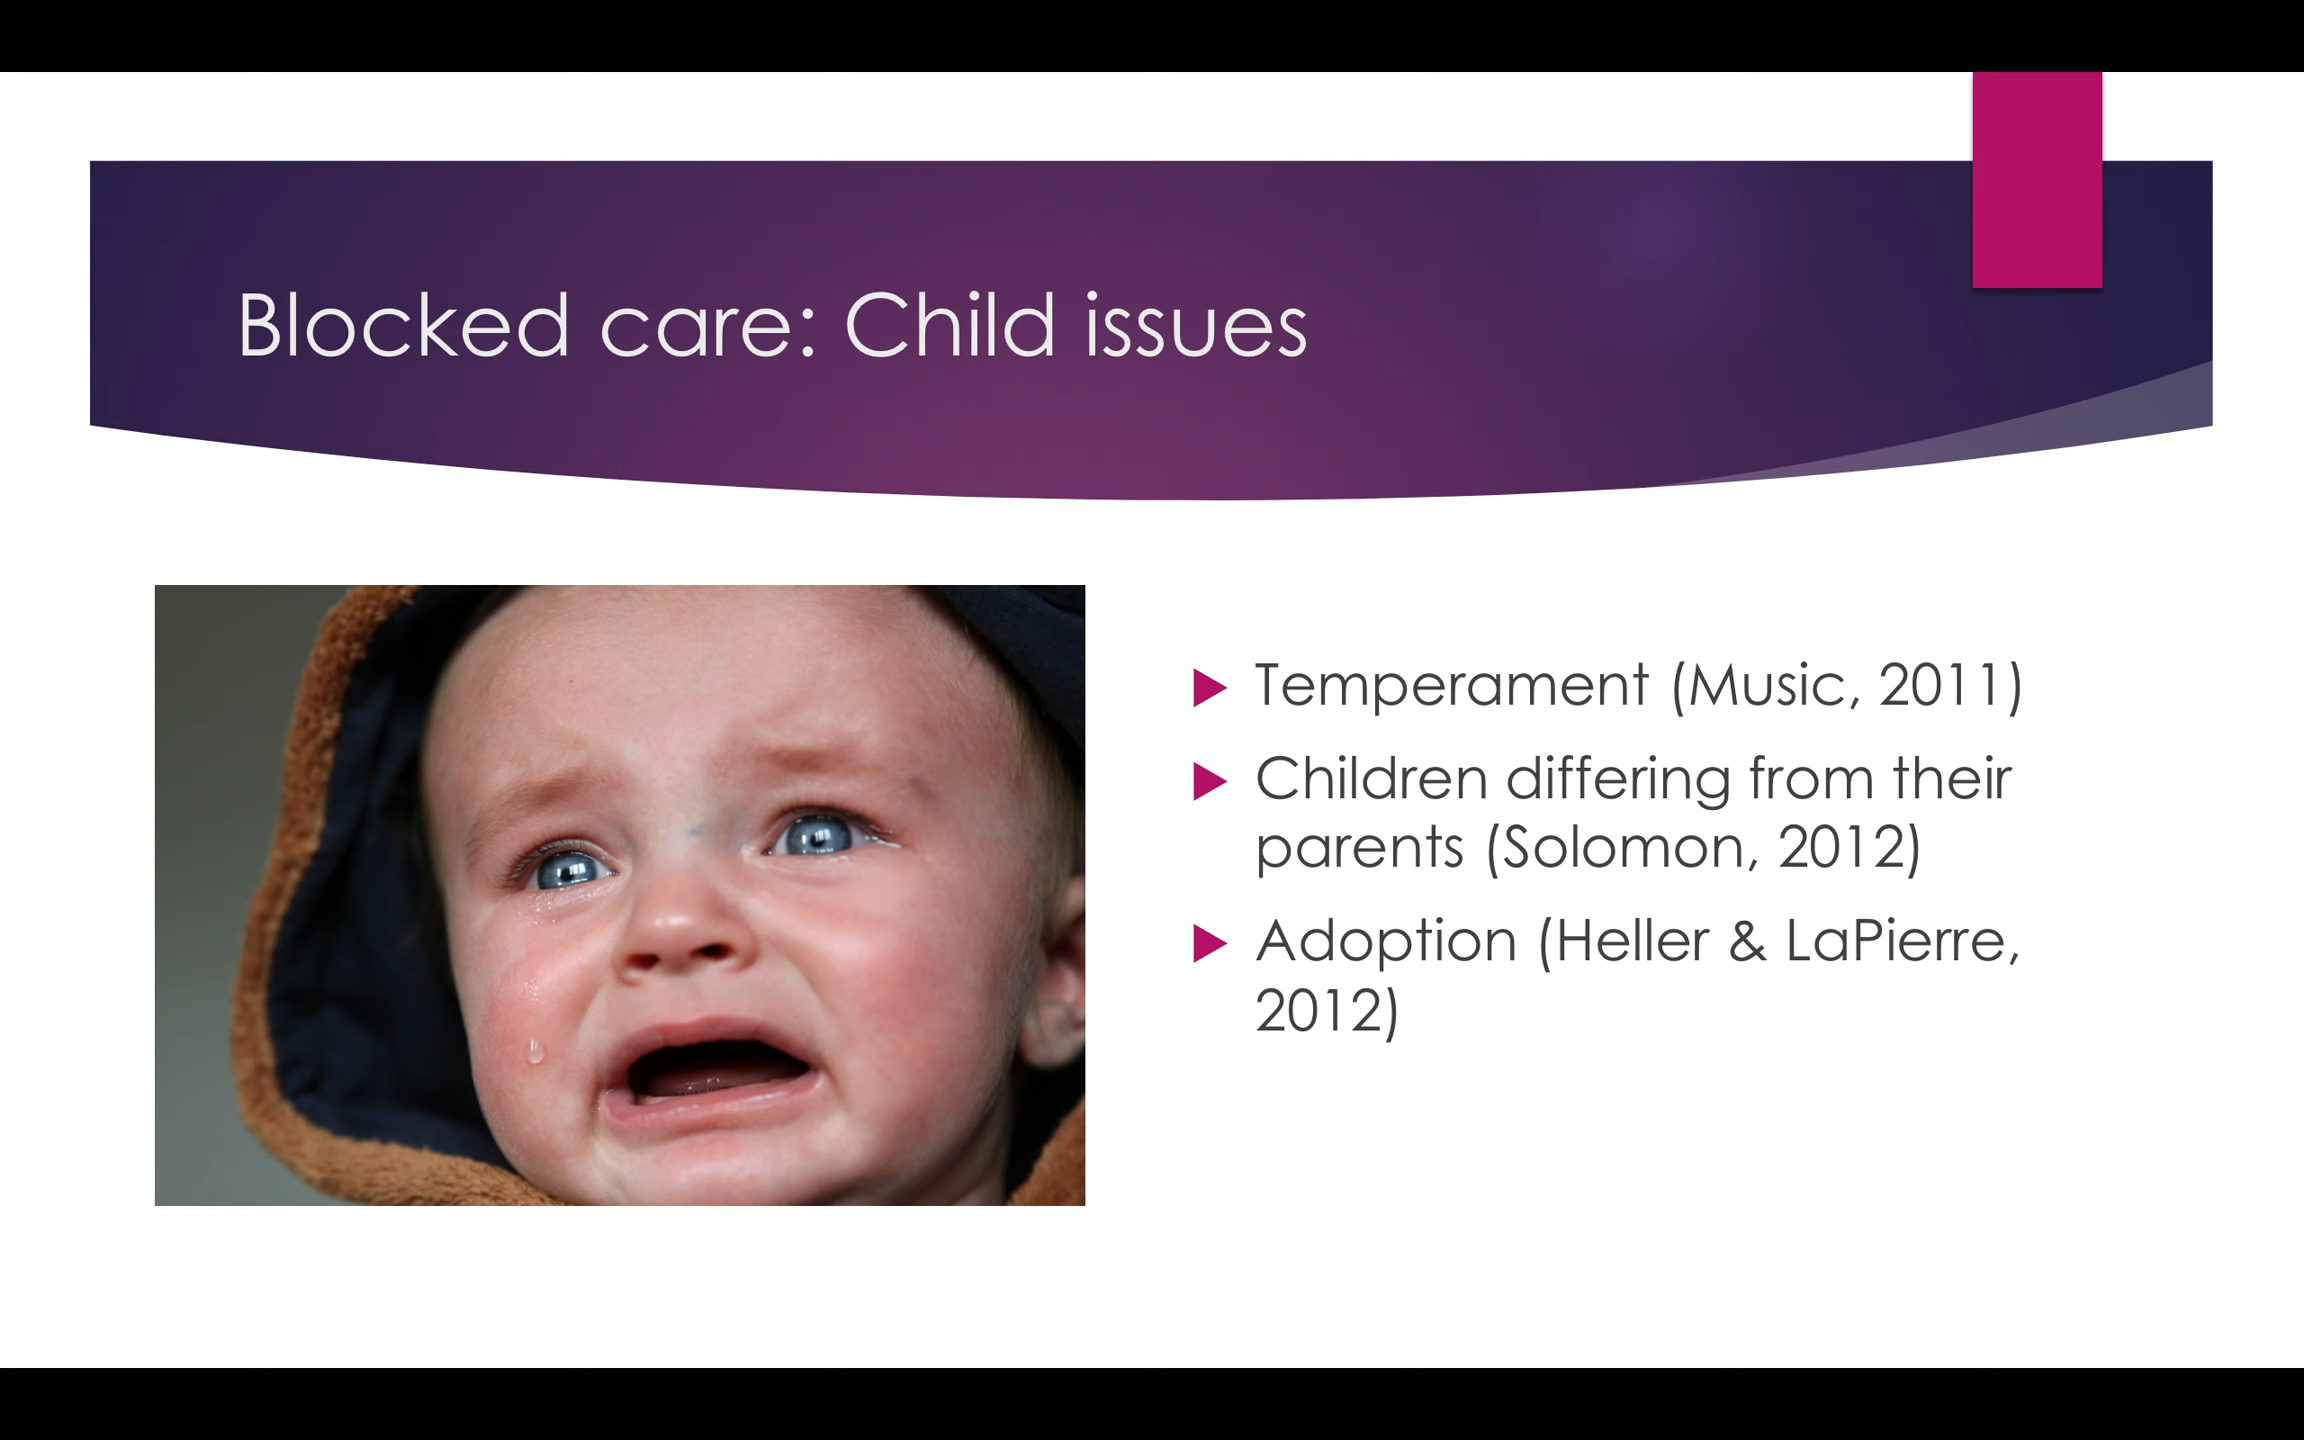 Blocked care: Child issues
Temperament (Music, 2011)
Children differing from their
parents (Solomon, 2012)
Adoption (Heller & LaPierre,
2012)